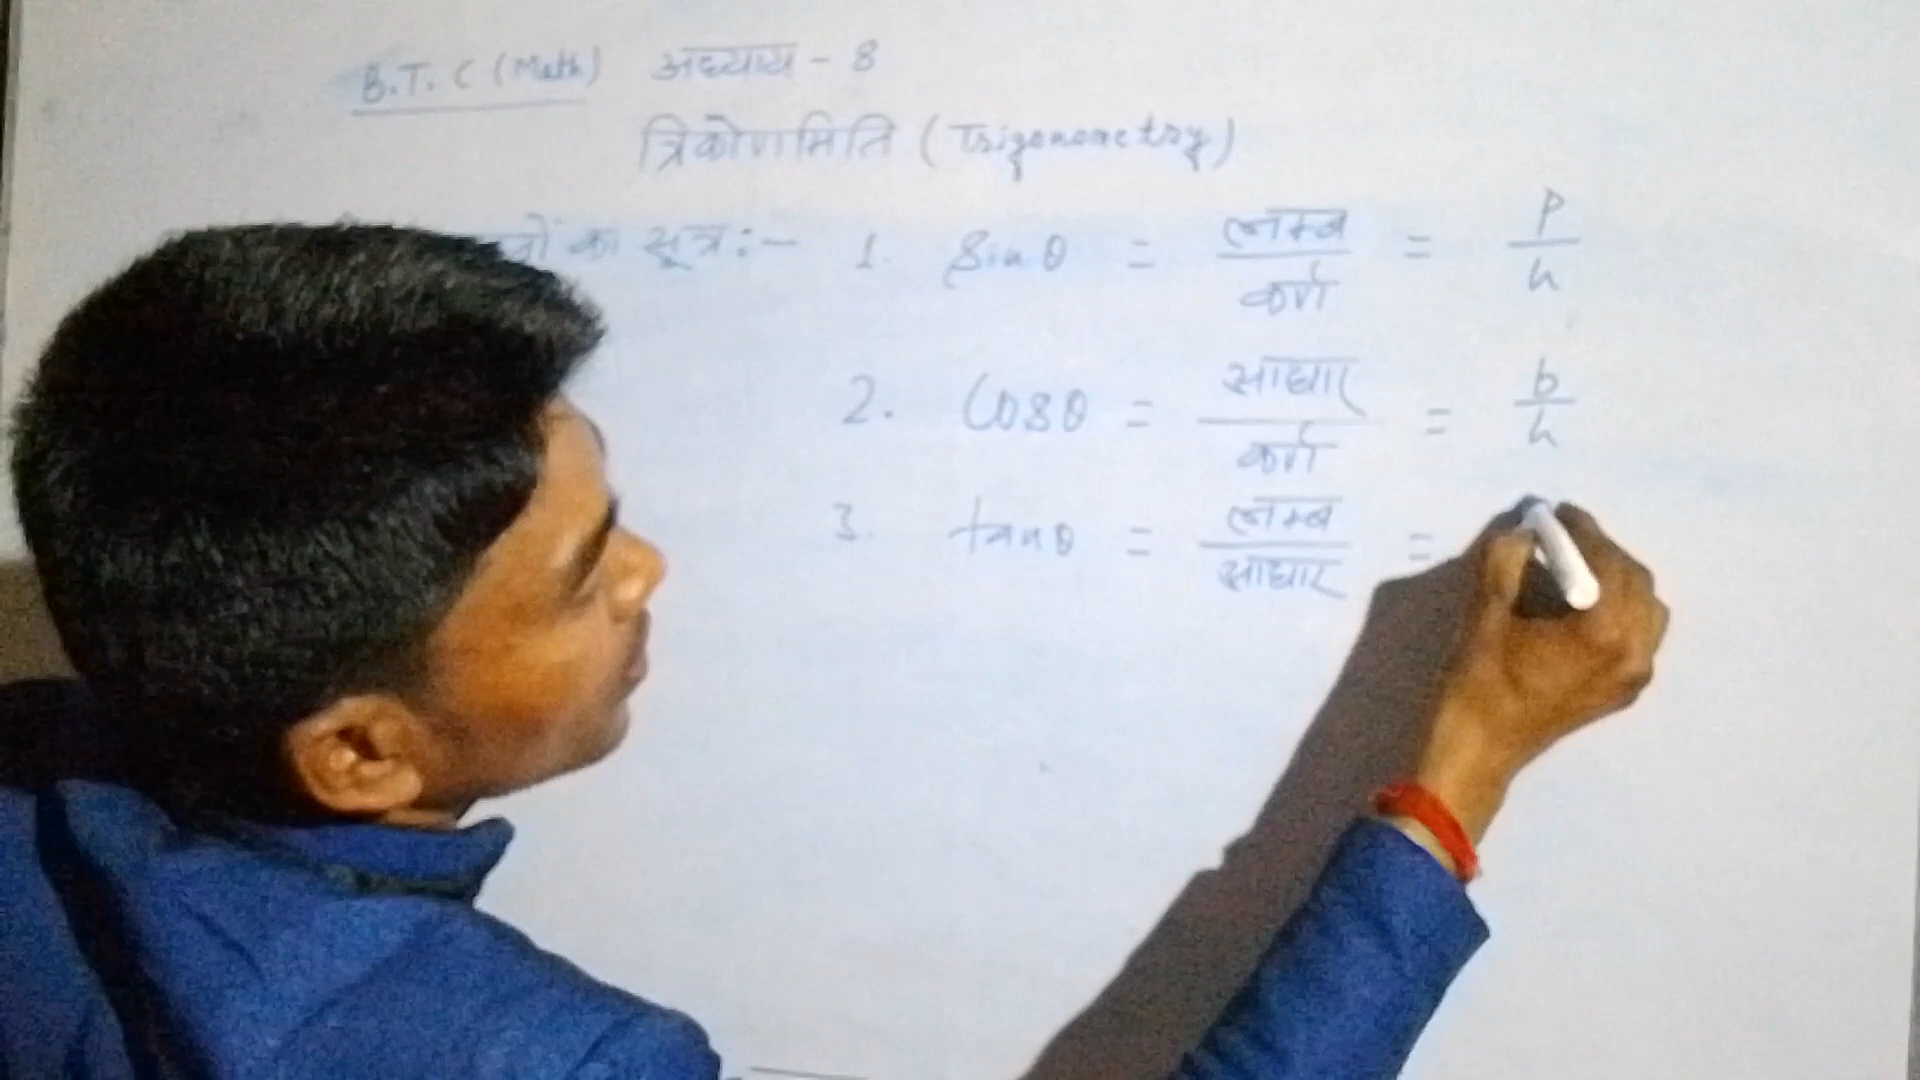 B.T.C (Math) अध्याय - 8
त्रिकोणमिति (Trigonometry)
का सूत्र :- 1. Sin θ = लम्ब / कर्ण = P / h
2. Cos θ = आधार / कर्ण = b / h
3. tan θ = लम्ब / आधार =